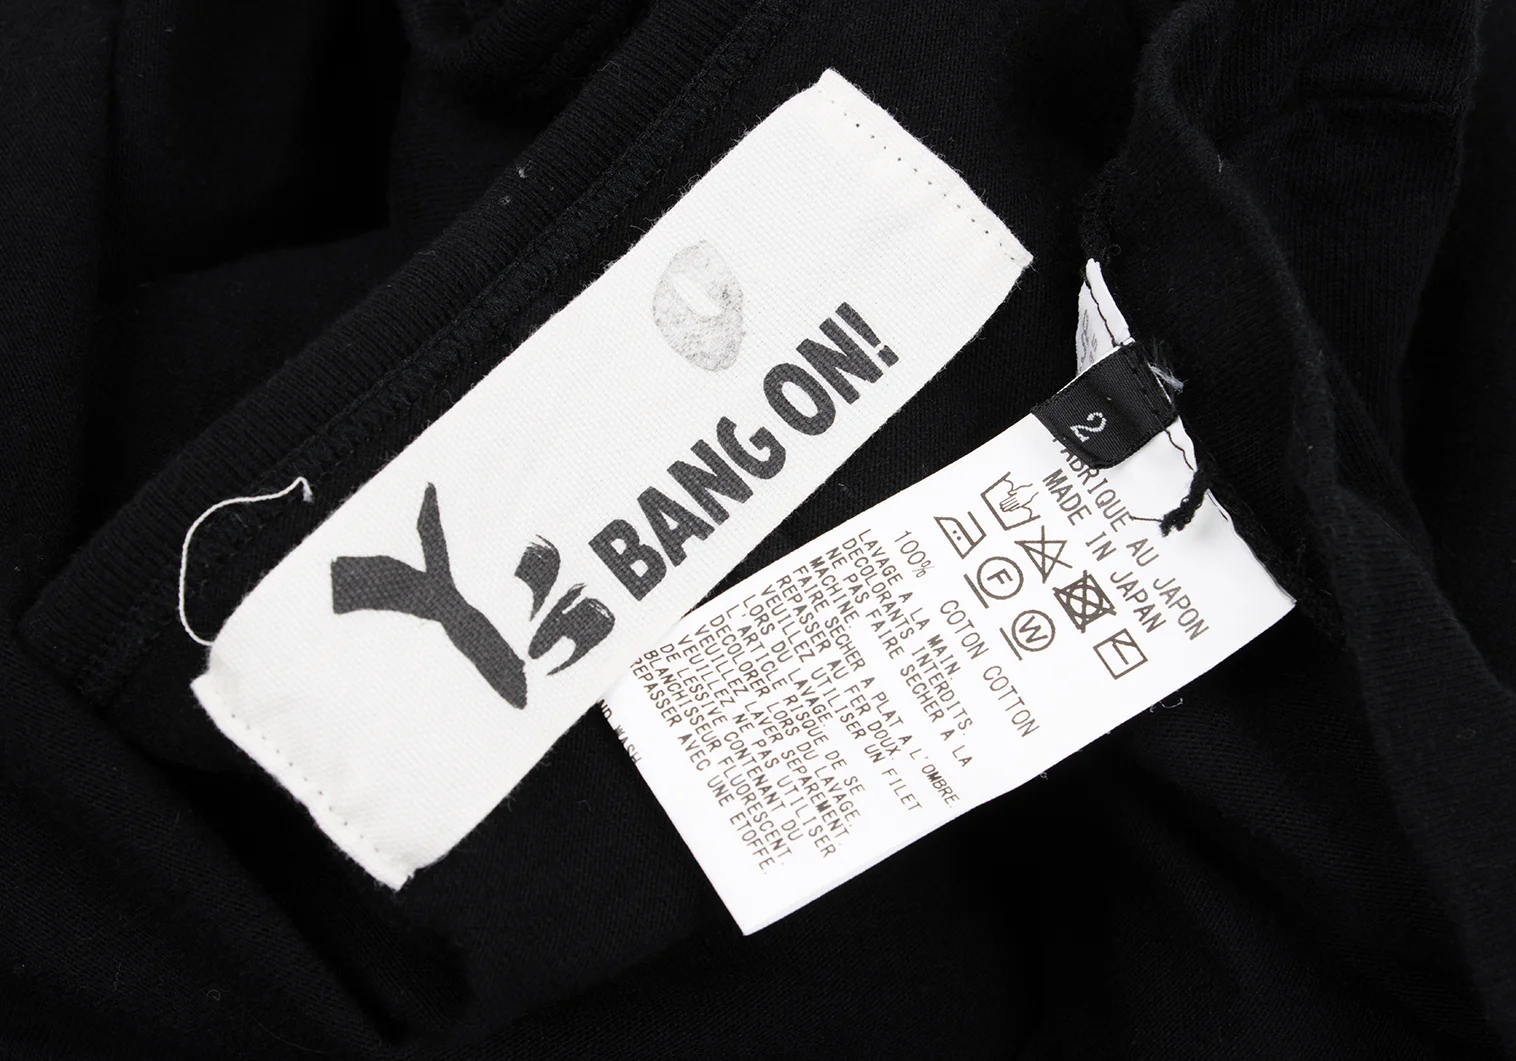 Y's BANG ON!
2
FABRIQUE AU JAPON
MADE IN JAPAN
F
W
100% COTON COTTON
LAVAGE A LA MAIN.
DECOLORANTS INTERDITS.
NE PAS FAIRE SECHER A LA
MACHINE.
FAIRE SECHER A PLAT A L'OMBRE.
REPASSER AU FER DOUX.
VEUILLEZ UTILISER UN FILET
LORS DU LAVAGE.
L'ARTICLE RISQUE DE SE
DECOLORER LORS DU LAVAGE.
VEUILLEZ LAVER SEPAREMENT.
VEUILLEZ NE PAS UTILISER
DE LESSIVE CONTENANT DU
BLANCHISSEUR FLUORESCENT.
REPASSER AVEC UNE ETOFFE.
WASH